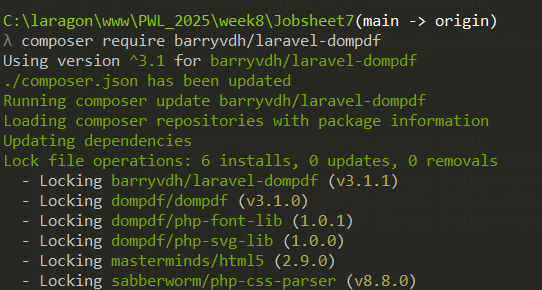 C:\laragon\www\PWL_2025\week8\Jobsheet7(main -> origin)
λ composer require barryvdh/laravel-dompdf
Using version ^3.1 for barryvdh/laravel-dompdf
./composer.json has been updated
Running composer update barryvdh/laravel-dompdf
Loading composer repositories with package information
Updating dependencies
Lock file operations: 6 installs, 0 updates, 0 removals
  - Locking barryvdh/laravel-dompdf (v3.1.1)
  - Locking dompdf/dompdf (v3.1.0)
  - Locking dompdf/php-font-lib (1.0.1)
  - Locking dompdf/php-svg-lib (1.0.0)
  - Locking masterminds/html5 (2.9.0)
  - Locking sabberworm/php-css-parser (v8.8.0)